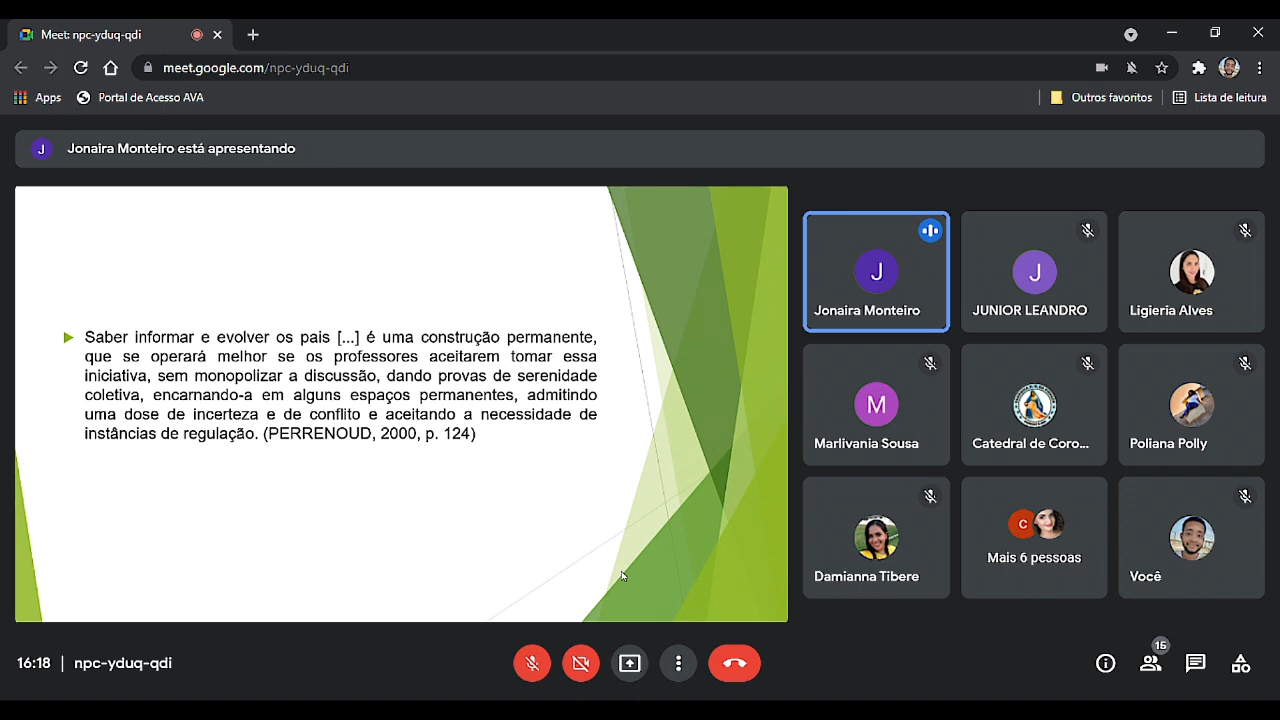 Meet: npc-yduq-qdi
meet.google.com/npc-yduq-qdi
Apps
Portal de Acesso AVA
Outros favoritos
Lista de leitura
J
Jonaira Monteiro está apresentando
Saber informar e evolver os pais [...] é uma construção permanente,
que se operará melhor se os professores aceitarem tomar essa
iniciativa, sem monopolizar a discussão, dando provas de serenidade
coletiva, encarnando-a em alguns espaços permanentes, admitindo
uma dose de incerteza e de conflito e aceitando a necessidade de
instâncias de regulação. (PERRENOUD, 2000, p. 124)
J
Jonaira Monteiro
J
JUNIOR LEANDRO
Ligieria Alves
M
Marlivania Sousa
Catedral de Coro...
Poliana Polly
Damianna Tibere
C
Mais 6 pessoas
Você
16:18 | npc-yduq-qdi
15